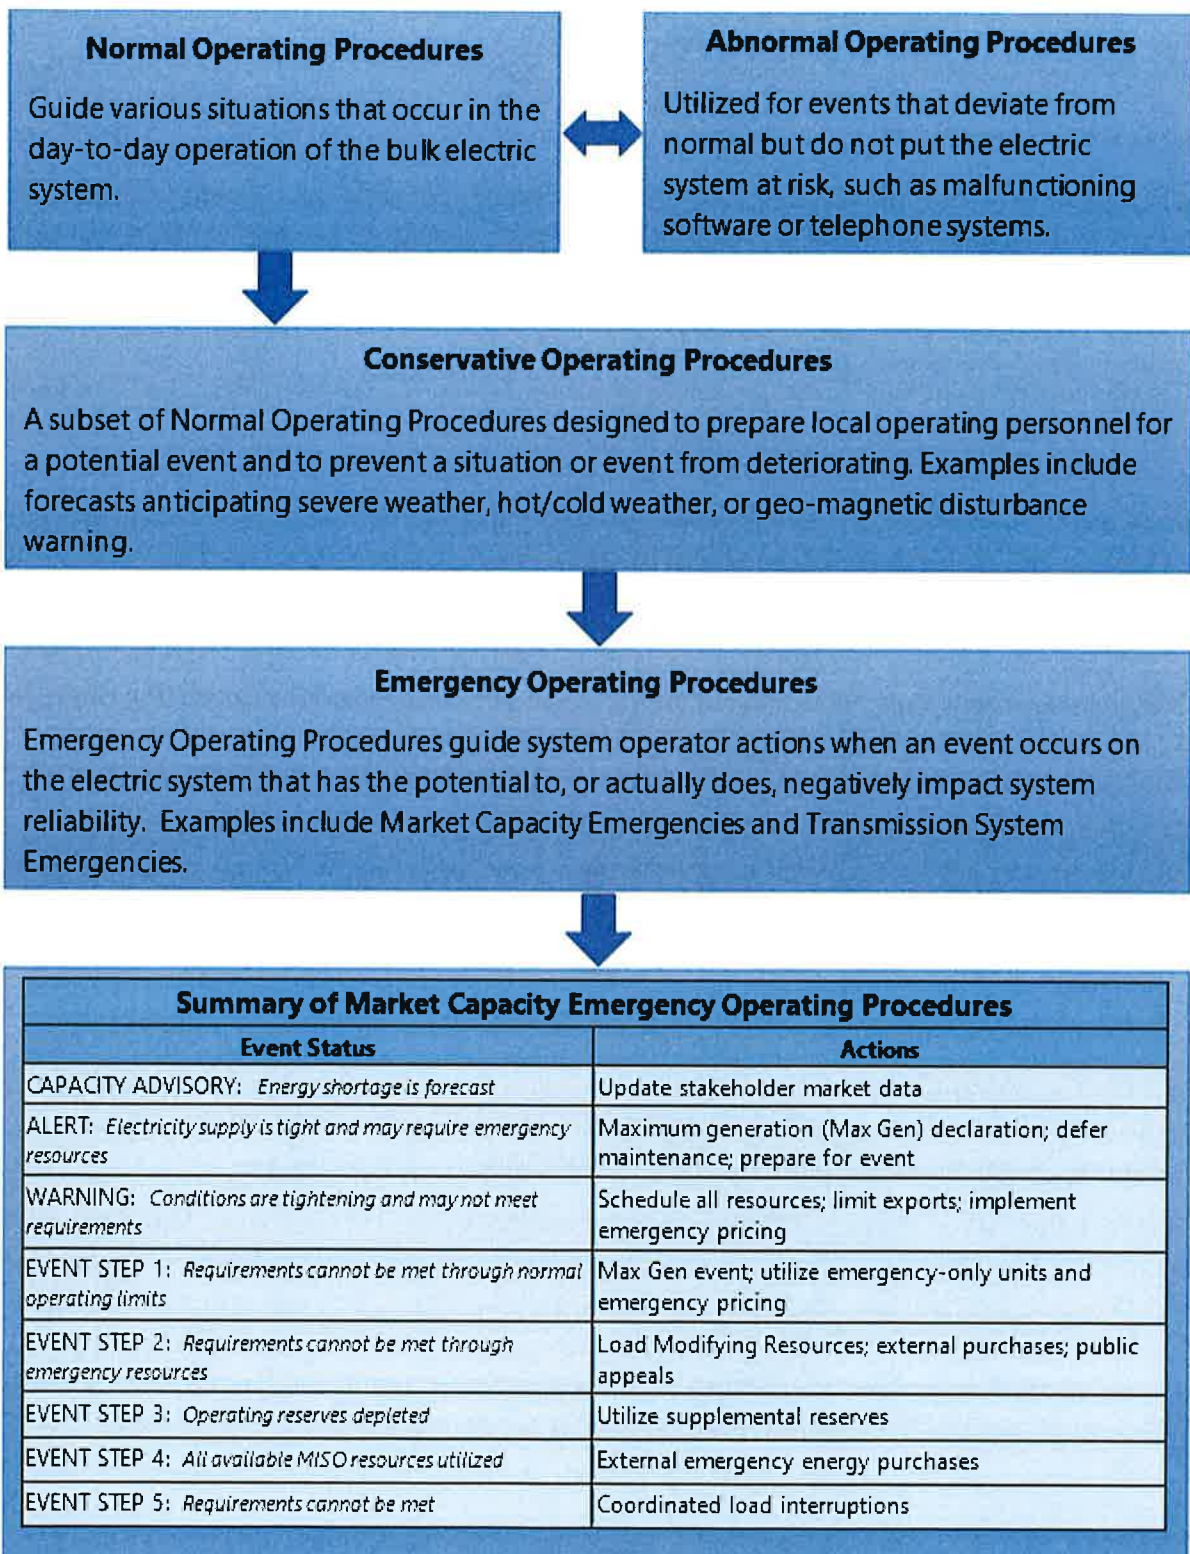 Normal Operating Procedures
Guide various situations that occur in the
day-to-day operation of the bulk electric
system.
Abnormal Operating Procedures
Utilized for events that deviate from
normal but do not put the electric
system at risk, such as malfunctioning
software or telephone systems.
Conservative Operating Procedures
A subset of Normal Operating Procedures designed to prepare local operating personnel for
a potential event and to prevent a situation or event from deteriorating. Examples include
forecasts anticipating severe weather, hot/cold weather, or geo-magnetic disturbance
warning.
Emergency Operating Procedures
Emergency Operating Procedures guide system operator actions when an event occurs on
the electric system that has the potential to, or actually does, negatively impact system
reliability. Examples include Market Capacity Emergencies and Transmission System
Emergencies.
Summary of Market Capacity Emergency Operating Procedures
Event Status
Actions
CAPACITY ADVISORY: Energy shortage is forecast
Update stakeholder market data
ALERT: Electricity supply is tight and may require emergency
resources
Maximum generation (Max Gen) declaration; defer
maintenance; prepare for event
WARNING: Conditions are tightening and may not meet
requirements
Schedule all resources; limit exports; implement
emergency pricing
EVENT STEP 1: Requirements cannot be met through normal
operating limits
Max Gen event; utilize emergency-only units and
emergency pricing
EVENT STEP 2: Requirements cannot be met through
emergency resources
Load Modifying Resources; external purchases; public
appeals
EVENT STEP 3: Operating reserves depleted
Utilize supplemental reserves
EVENT STEP 4: All available MISO resources utilized
External emergency energy purchases
EVENT STEP 5: Requirements cannot be met
Coordinated load interruptions